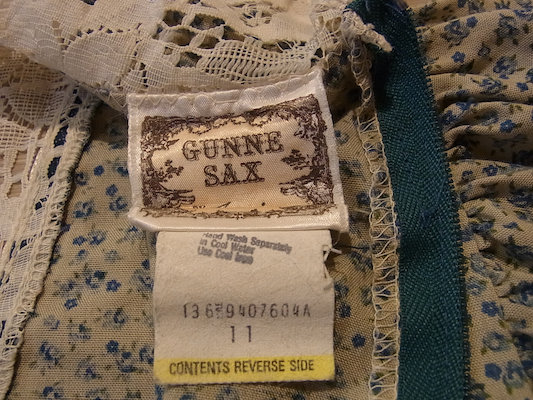 GUNNE
SAX
Hand Wash Separately
in Cool Water
Use Cool Iron
11
CONTENTS REVERSE SIDE